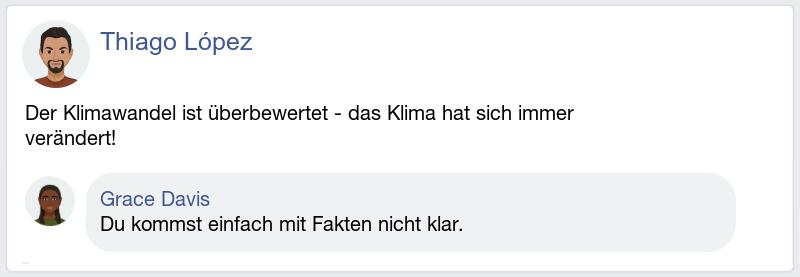 Thiago López
Der Klimawandel ist überbewertet - das Klima hat sich immer
verändert!
Grace Davis
Du kommst einfach mit Fakten nicht klar.